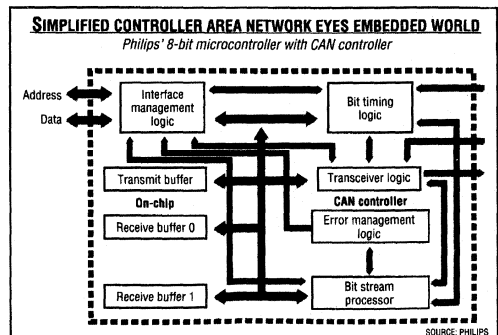 SIMPLIFIED CONTROLLER AREA NETWORK EYES EMBEDDED WORLD
Philips' 8-bit microcontroller with CAN controller
Address
Data
Interface
management
logic
Bit timing
logic
Transmit buffer
Transceiver logic
On-chip
CAN controller
Receive buffer 0
Error management
logic
Receive buffer 1
Bit stream
processor
SOURCE: PHILIPS